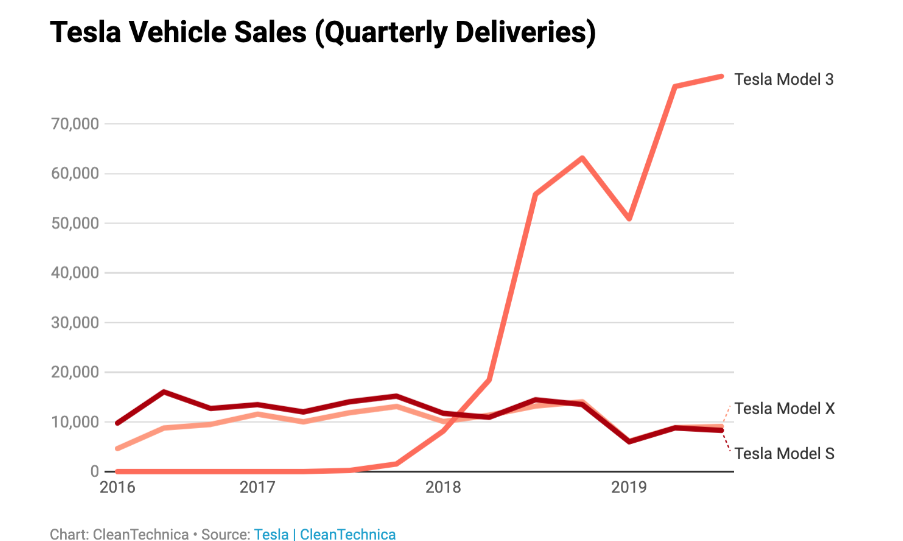 Tesla Vehicle Sales (Quarterly Deliveries)
Tesla Model 3
70,000
60,000
50,000
40,000
30,000
20,000
10,000
0
Tesla Model X
Tesla Model S
2016 2017 2018 2019
Chart: CleanTechnica • Source: Tesla | CleanTechnica